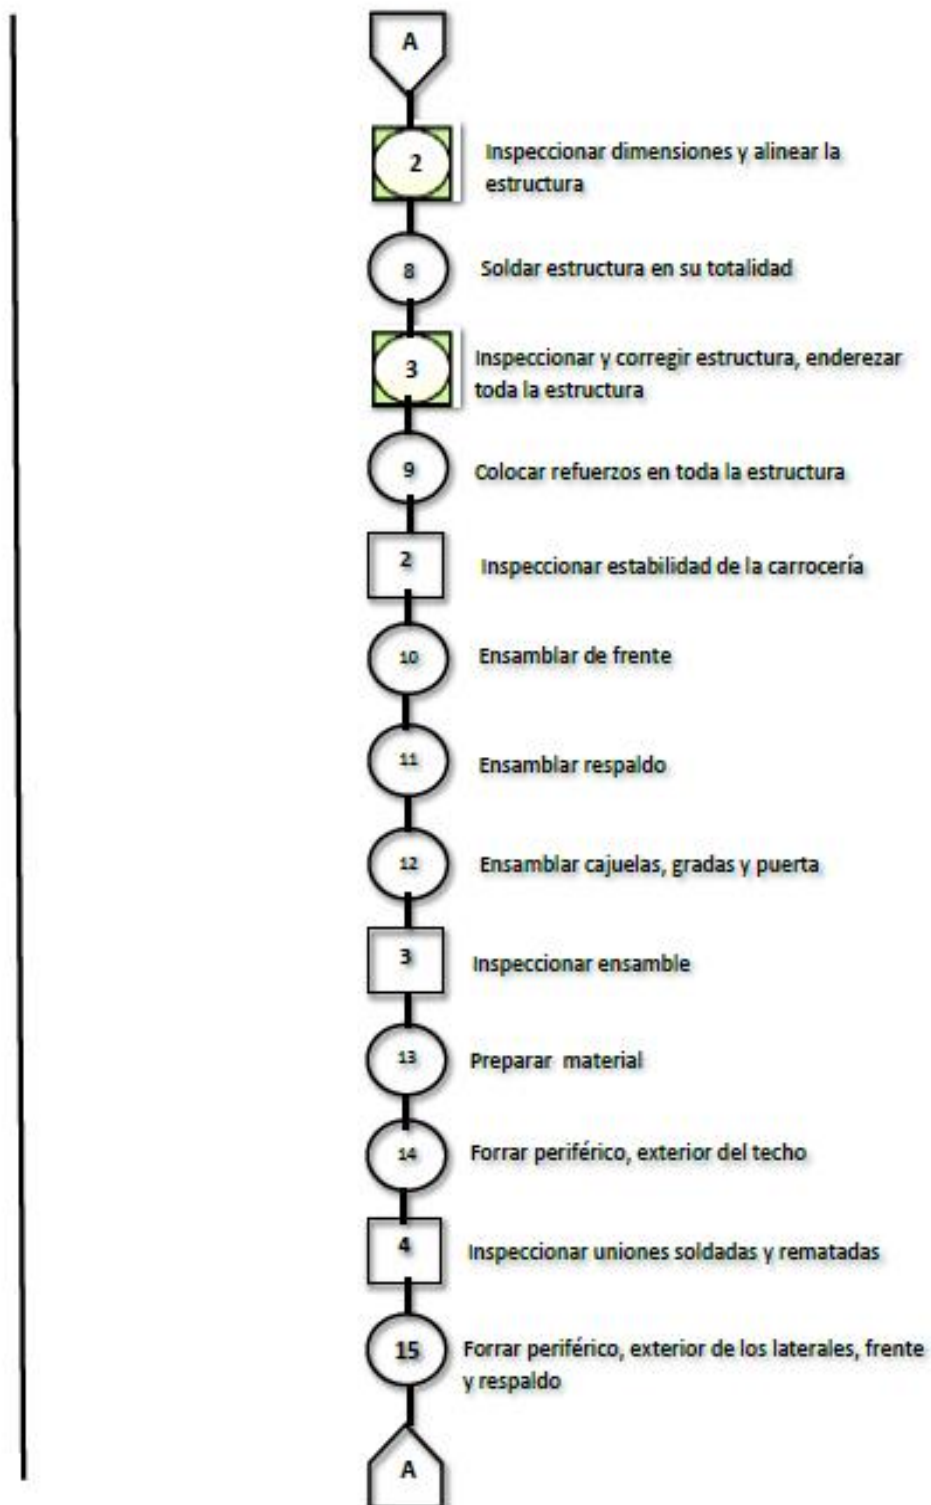 A
2
Inspeccionar dimensiones y alinear la
estructura
8
Soldar estructura en su totalidad
3
Inspeccionar y corregir estructura, enderezar
toda la estructura
9
Colocar refuerzos en toda la estructura
2
Inspeccionar estabilidad de la carrocería
10
Ensamblar de frente
11
Ensamblar respaldo
12
Ensamblar cajuelas, gradas y puerta
3
Inspeccionar ensamble
13
Preparar material
14
Forrar periférico, exterior del techo
4
Inspeccionar uniones soldadas y rematadas
15
Forrar periférico, exterior de los laterales, frente
y respaldo
A